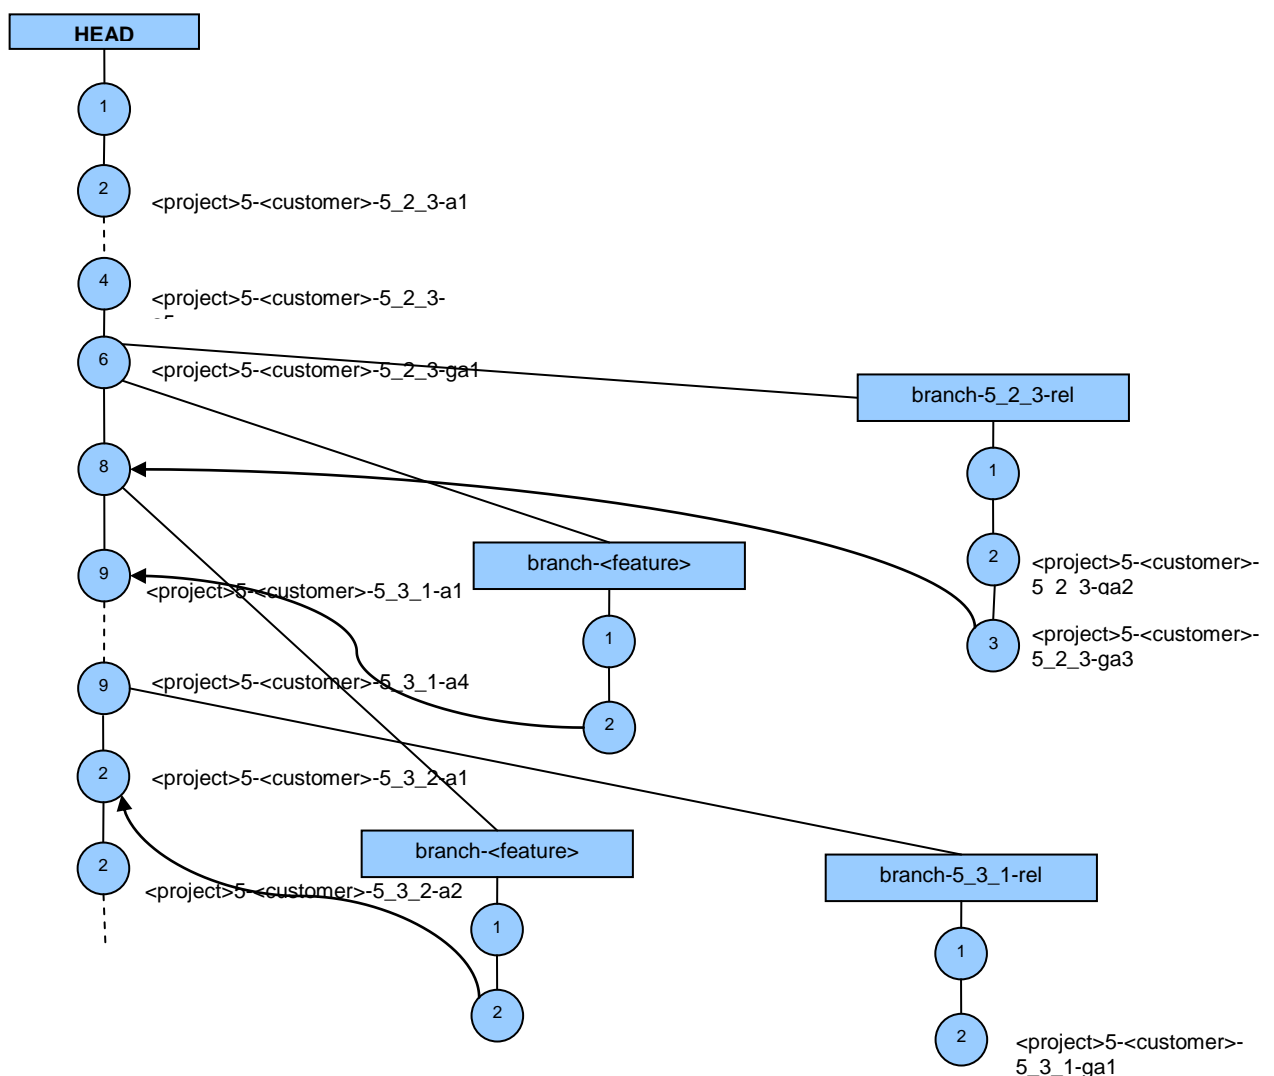 HEAD
1
2
<project>5-<customer>-5_2_3-a1
4
<project>5-<customer>-5_2_3-
6
<project>5-<customer>-5_2_3-ga1
branch-5_2_3-rel
8
1
branch-<feature>
2
<project>5-<customer>-
5_2_3-ga2
9
<project>5-<customer>-5_3_1-a1
1
3
<project>5-<customer>-
5_2_3-ga3
9
<project>5-<customer>-5_3_1-a4
2
2
<project>5-<customer>-5_3_2-a1
branch-<feature>
branch-5_3_1-rel
2
<project>5-<customer>-5_3_2-a2
1
1
2
2
<project>5-<customer>-
5_3_1-ga1